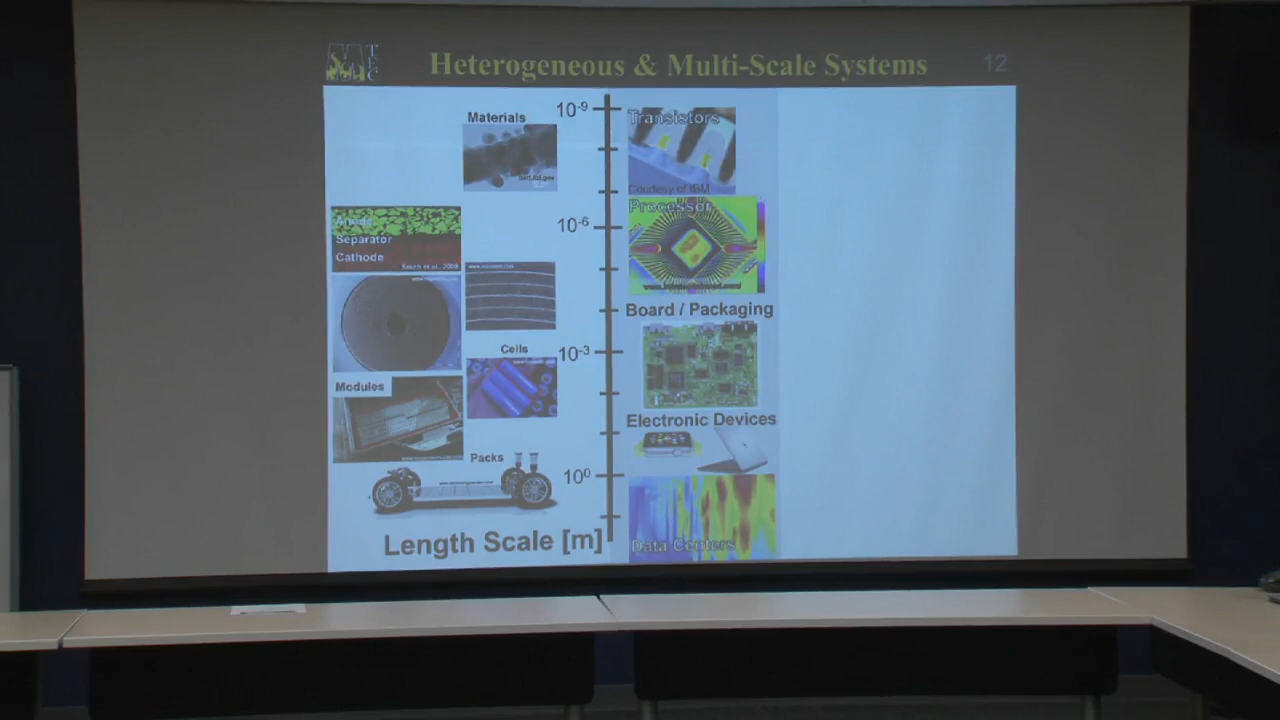 Heterogeneous & Multi-Scale Systems
12
Materials
10-9
Transistors
Courtesy of IBM
Processor
10-6
Anode
Separator
Cathode
Board / Packaging
Cells
10-3
Modules
Electronic Devices
Packs
100
Length Scale [m]
Data Centers